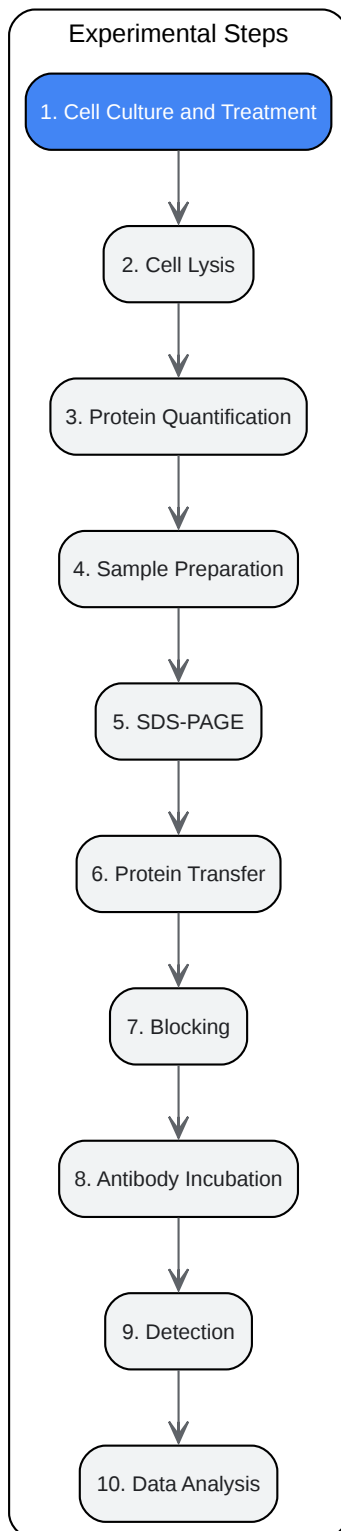 Experimental Steps
1. Cell Culture and Treatment
2. Cell Lysis
3. Protein Quantification
4. Sample Preparation
5. SDS-PAGE
6. Protein Transfer
7. Blocking
8. Antibody Incubation
9. Detection
10. Data Analysis